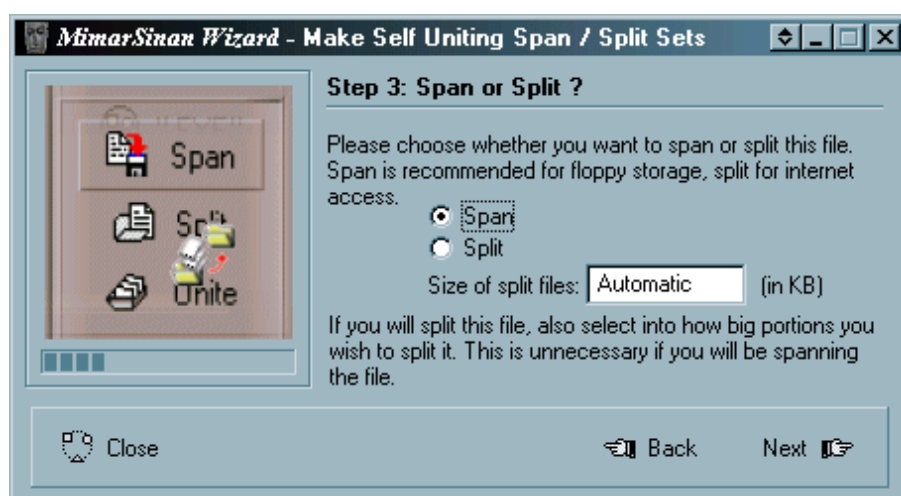 MimarSinan Wizard - Make Self Uniting Span / Split Sets
Step 3: Span or Split ?
Span
Unite
Please choose whether you want to span or split this file.
Span is recommended for floppy storage, split for internet
access.
Span
Split
Size of split files: Automatic (in KB)
If you will split this file, also select into how big portions you
wish to split it. This is unnecessary if you will be spanning
the file.
Close
Back
Next